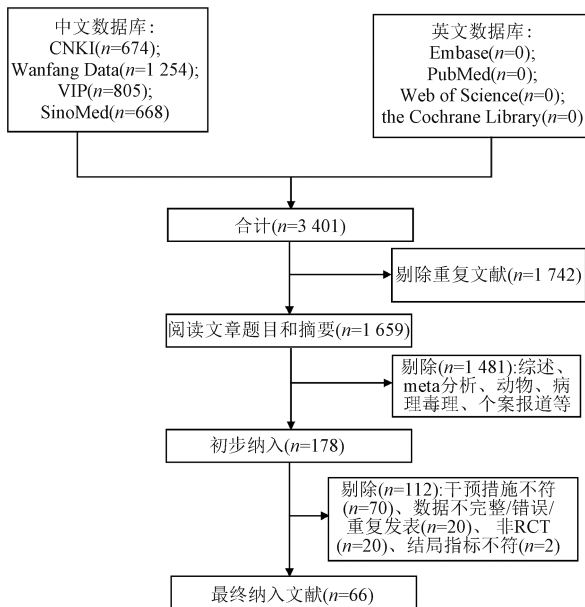 中文数据库：
CNKI(n=674);
Wanfang Data(n=1 254);
VIP(n=805);
SinoMed(n=668)
英文数据库：
Embase(n=0);
PubMed(n=0);
Web of Science(n=0);
the Cochrane Library(n=0)
合计(n=3 401)
剔除重复文献(n=1 742)
阅读文章题目和摘要(n=1 659)
剔除(n=1 481):综述、
meta分析、动物、病
理毒理、个案报道等
初步纳入(n=178)
剔除(n=112):干预措施不符
(n=70)、数据不完整/错误/
重复发表(n=20)、 非RCT
(n=20)、结局指标不符(n=2)
最终纳入文献(n=66)